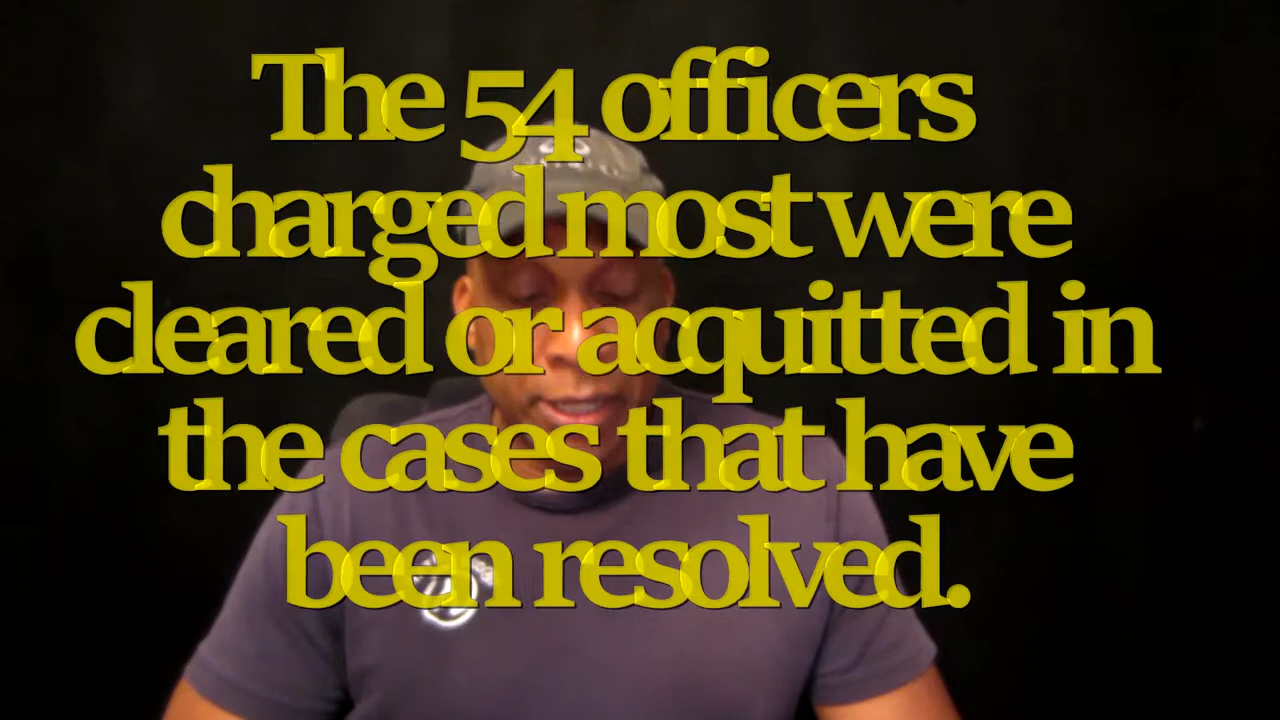 The 54 officers
charged most were
cleared or acquitted in
the cases that have
been resolved.